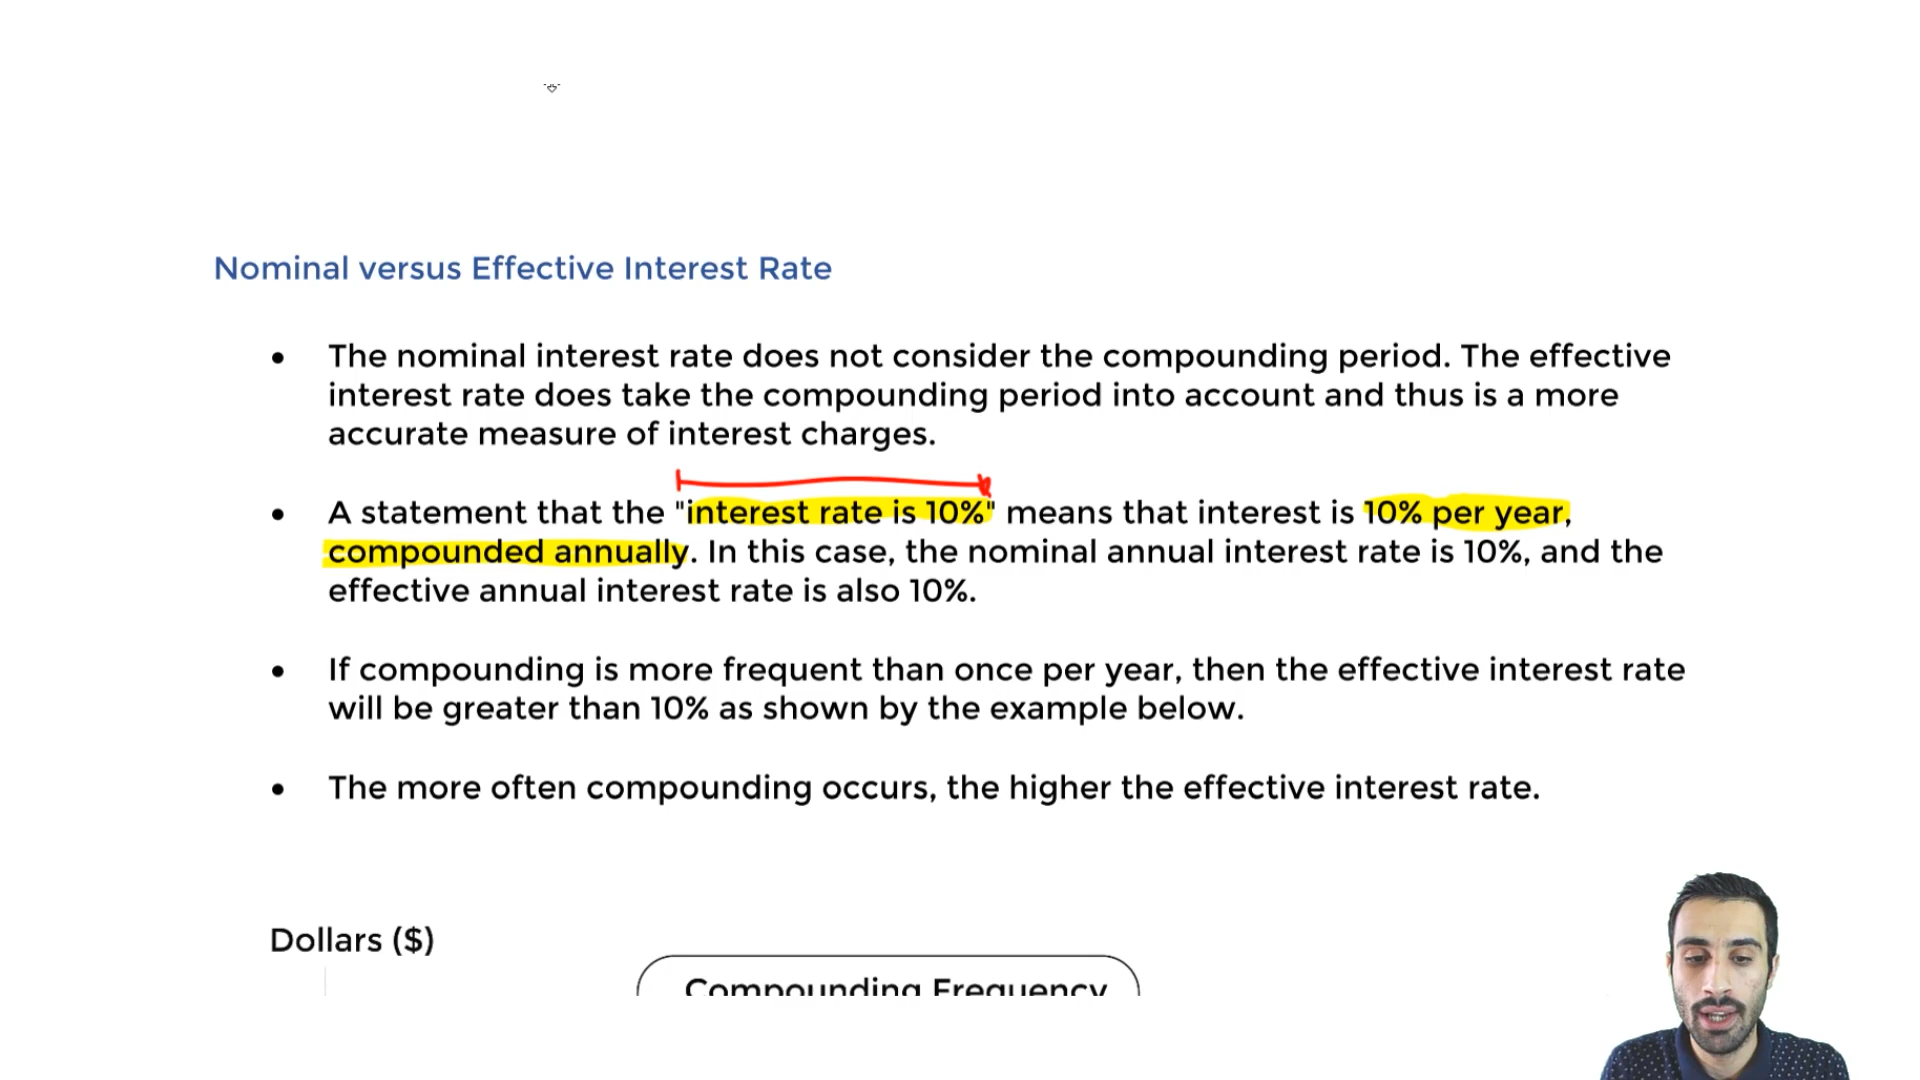 Nominal versus Effective Interest Rate
• The nominal interest rate does not consider the compounding period. The effective
interest rate does take the compounding period into account and thus is a more
accurate measure of interest charges.
• A statement that the "interest rate is 10%" means that interest is 10% per year,
compounded annually. In this case, the nominal annual interest rate is 10%, and the
effective annual interest rate is also 10%.
• If compounding is more frequent than once per year, then the effective interest rate
will be greater than 10% as shown by the example below.
• The more often compounding occurs, the higher the effective interest rate.
Dollars ($)
Compounding Frequency